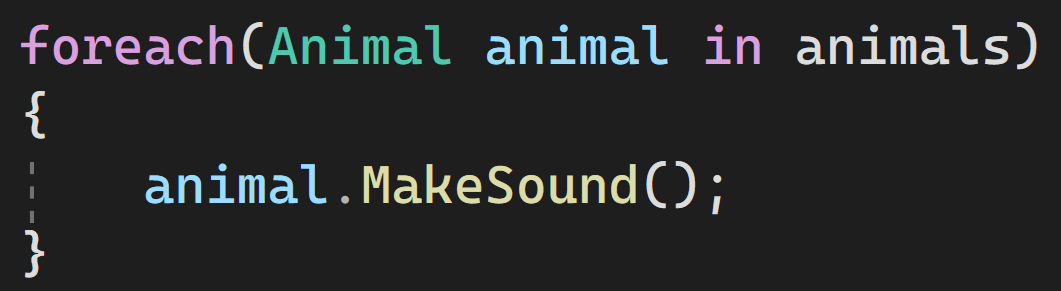 foreach(Animal animal in animals)
{
    animal.MakeSound();
}